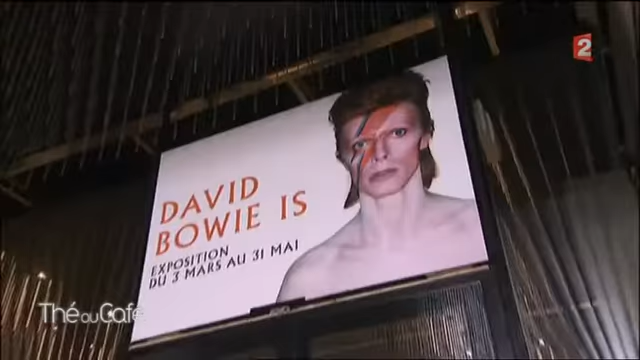 2
DAVID
BOWIE IS
EXPOSITION
DU 3 MARS AU 31 MAI
Thé ou Café